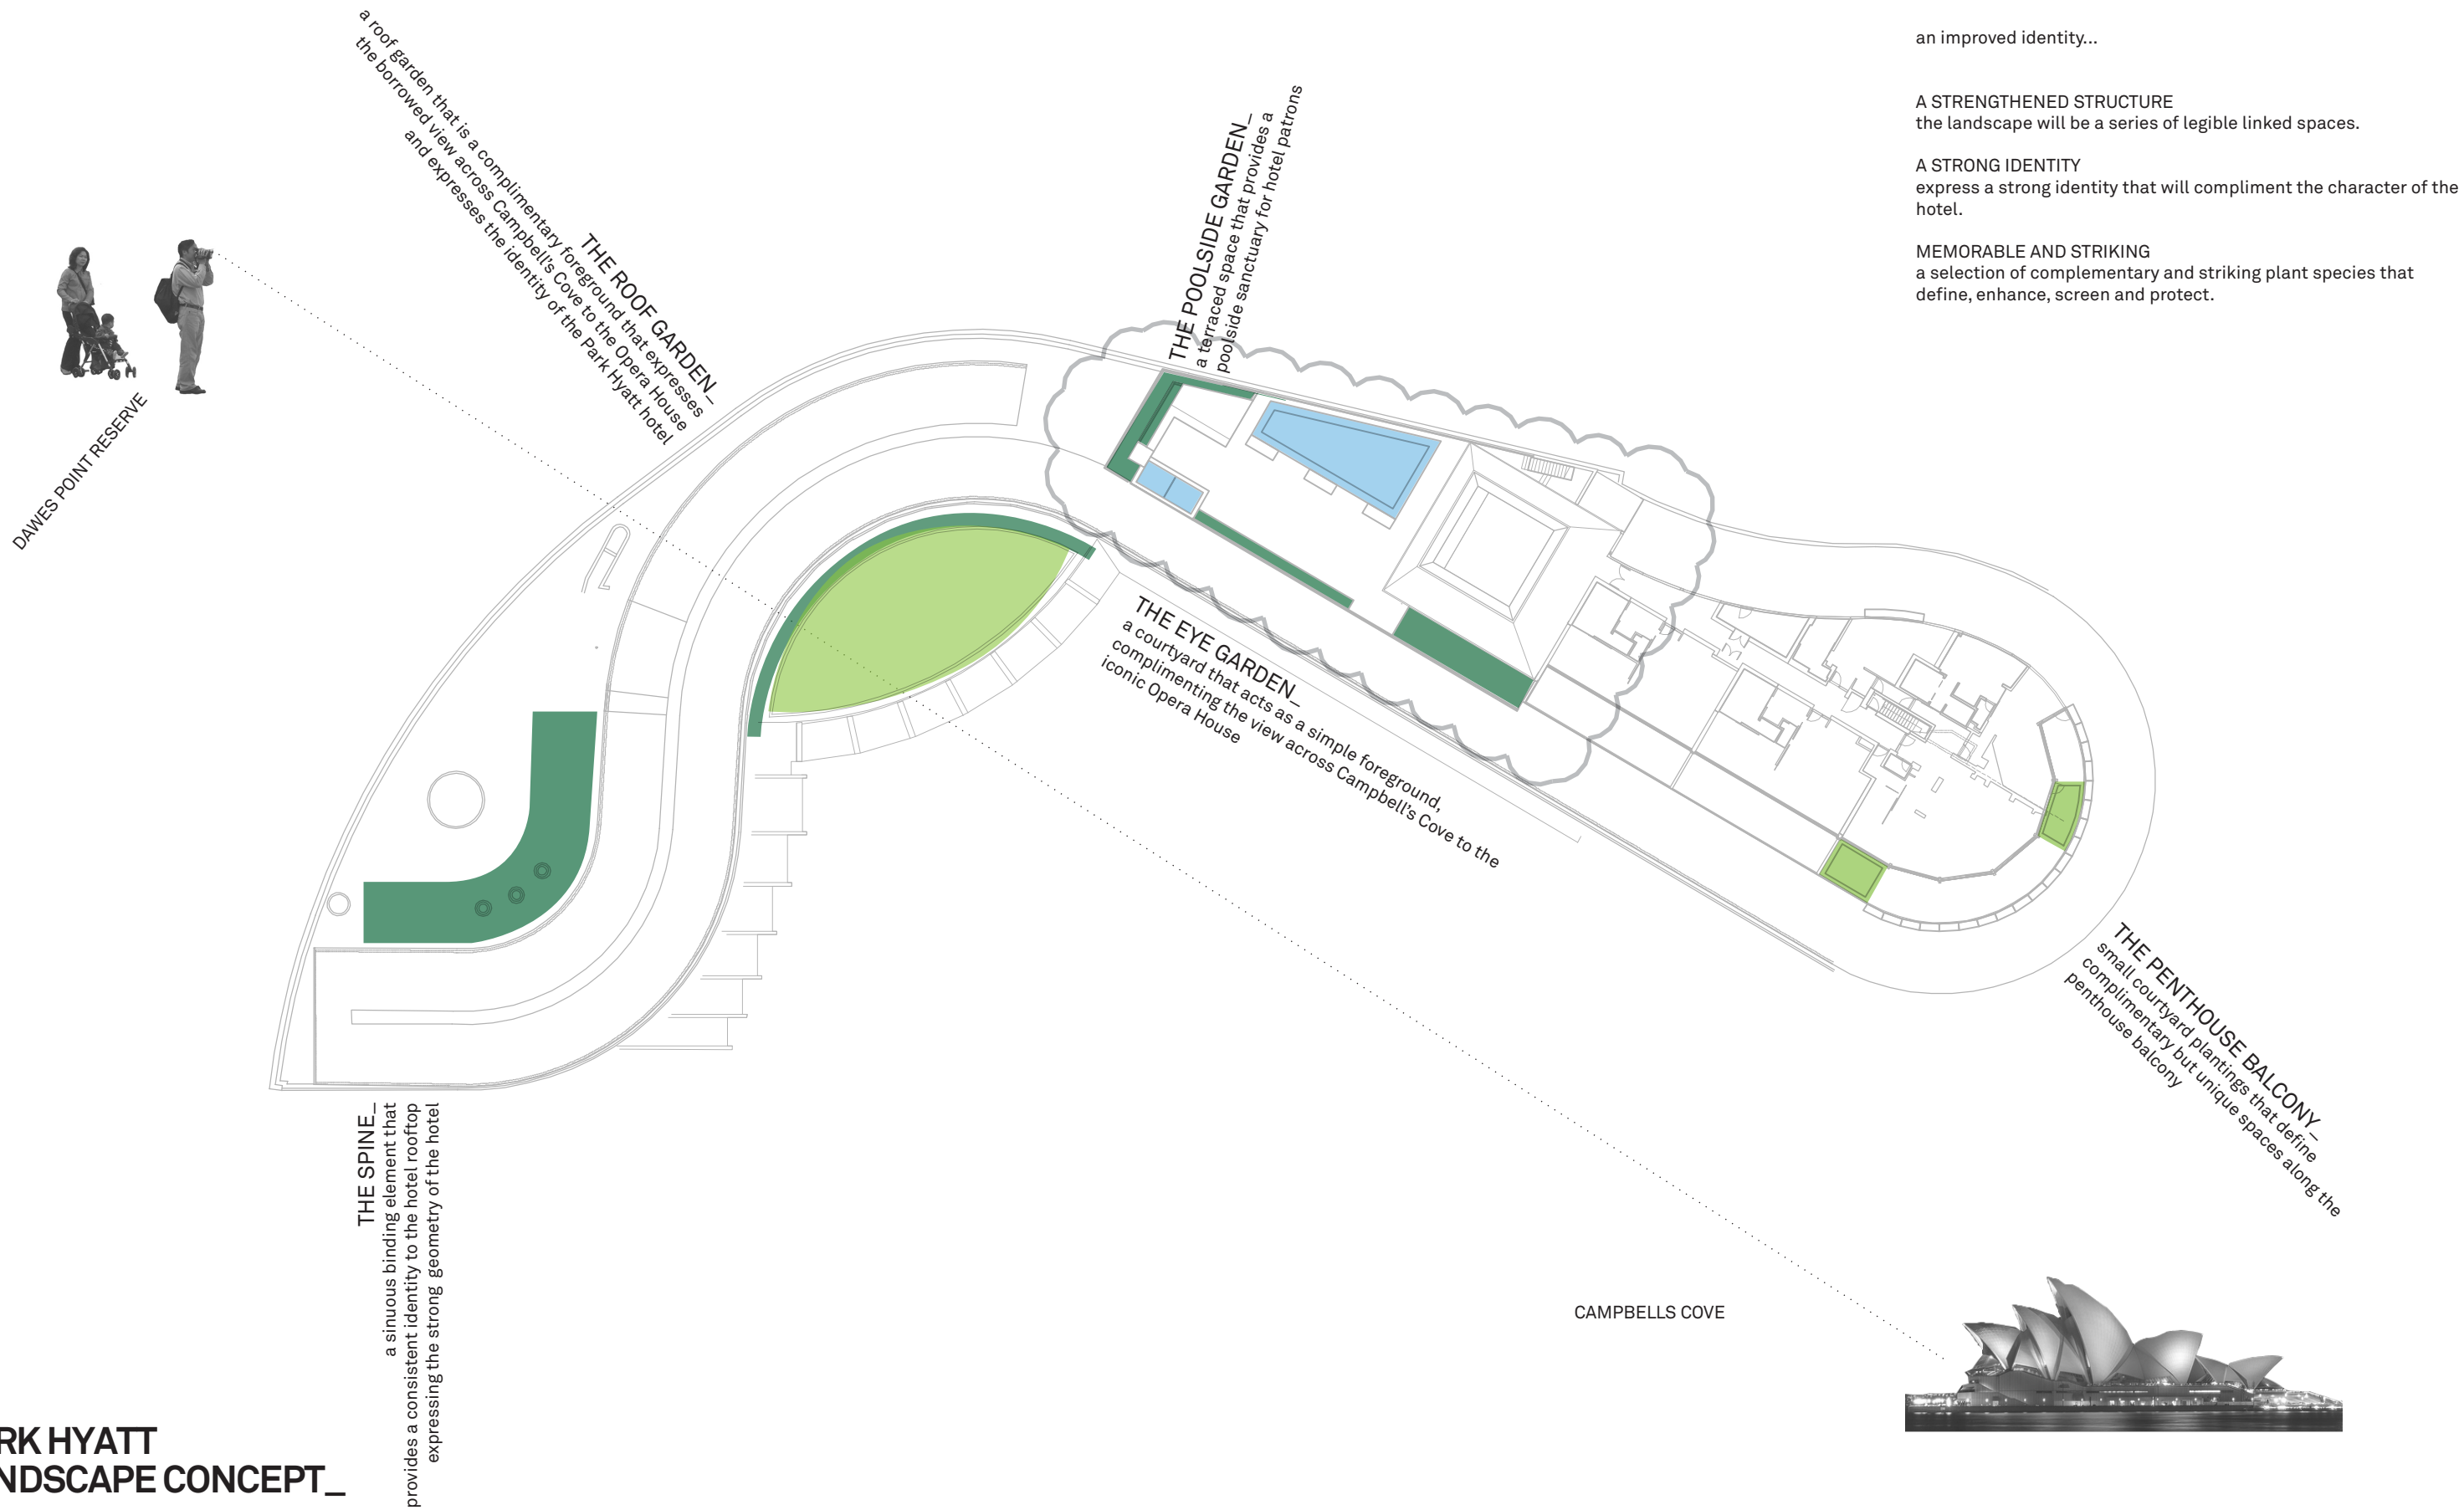 an improved identity...
A STRENGTHENED STRUCTURE
the landscape will be a series of legible linked spaces.
A STRONG IDENTITY
express a strong identity that will compliment the character of the
hotel.
MEMORABLE AND STRIKING
a selection of complementary and striking plant species that
define, enhance, screen and protect.
THE ROOF GARDEN_
a roof garden that is a complimentary foreground that expresses
the borrowed view across Campbell's Cove to the Opera House
and expresses the identity of the Park Hyatt hotel
THE POOLSIDE GARDEN_
a terraced space that provides a
poolside sanctuary for hotel patrons
DAWES POINT RESERVE
THE EYE GARDEN_
a courtyard that acts as a simple foreground,
complimenting the view across Campbell's Cove to the
iconic Opera House
THE PENTHOUSE BALCONY_
small courtyard plantings that define
complimentary but unique spaces along the
penthouse balcony
THE SPINE_
a sinuous binding element that
provides a consistent identity to the hotel rooftop
expressing the strong geometry of the hotel
CAMPBELLS COVE
RK HYATT
NDSCAPE CONCEPT_